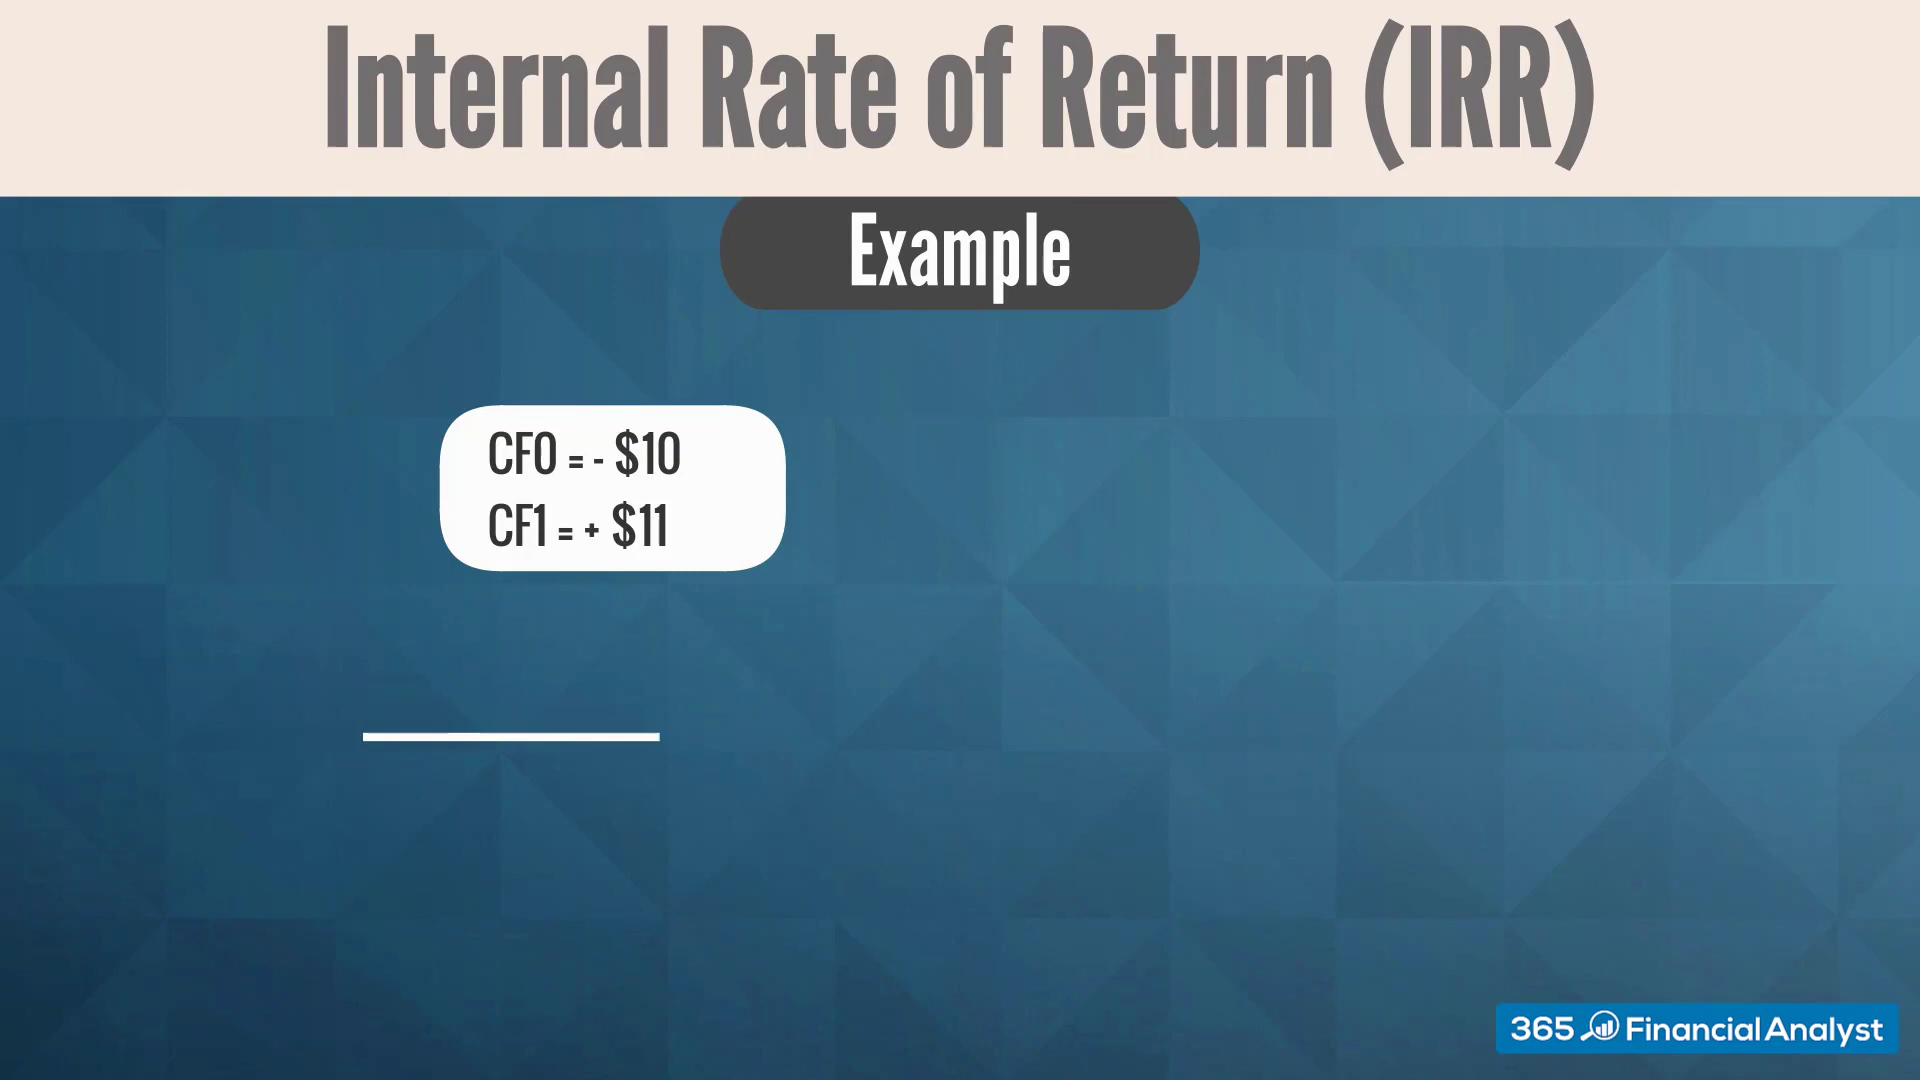 Internal Rate of Return (IRR)
Example
CF0 = - $10
CF1 = + $11
365 Financial Analyst